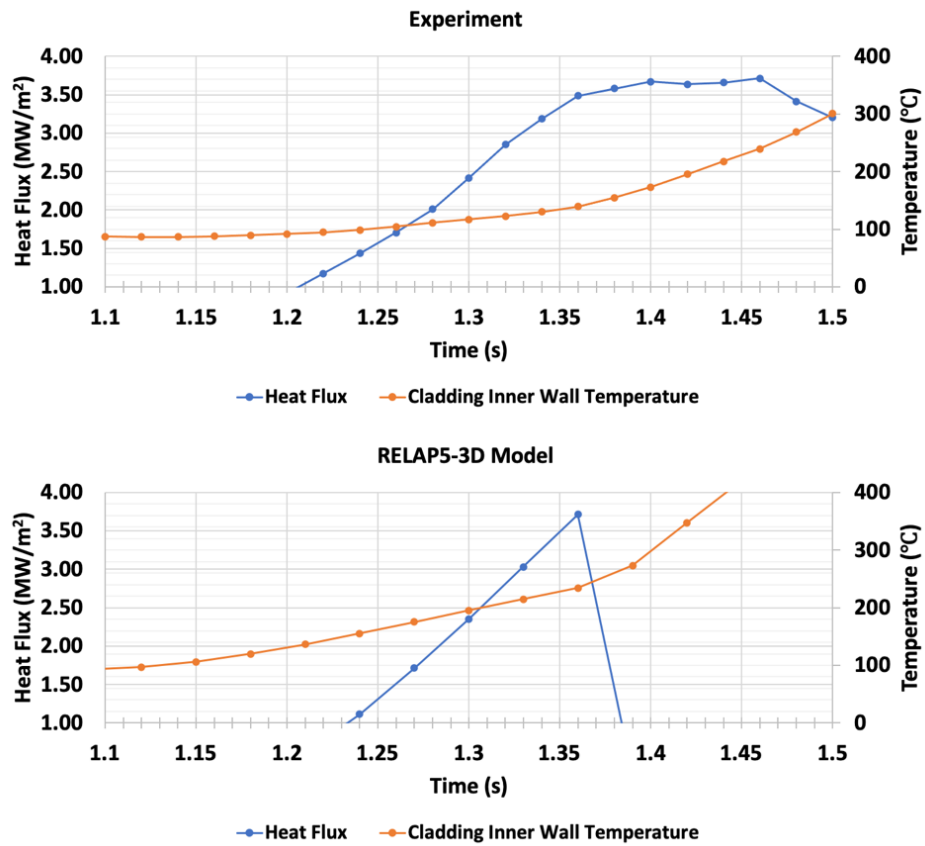 Experiment
Heat Flux (MW/m²)
4.00
3.50
3.00
2.50
2.00
1.50
1.00
400
300
200
100
0
Temperature (°C)
1.1 1.15 1.2 1.25 1.3 1.35 1.4 1.45 1.5
Time (s)
Heat Flux Cladding Inner Wall Temperature
RELAP5-3D Model
Heat Flux (MW/m²)
4.00
3.50
3.00
2.50
2.00
1.50
1.00
400
300
200
100
0
Temperature (°C)
1.1 1.15 1.2 1.25 1.3 1.35 1.4 1.45 1.5
Time (s)
Heat Flux Cladding Inner Wall Temperature